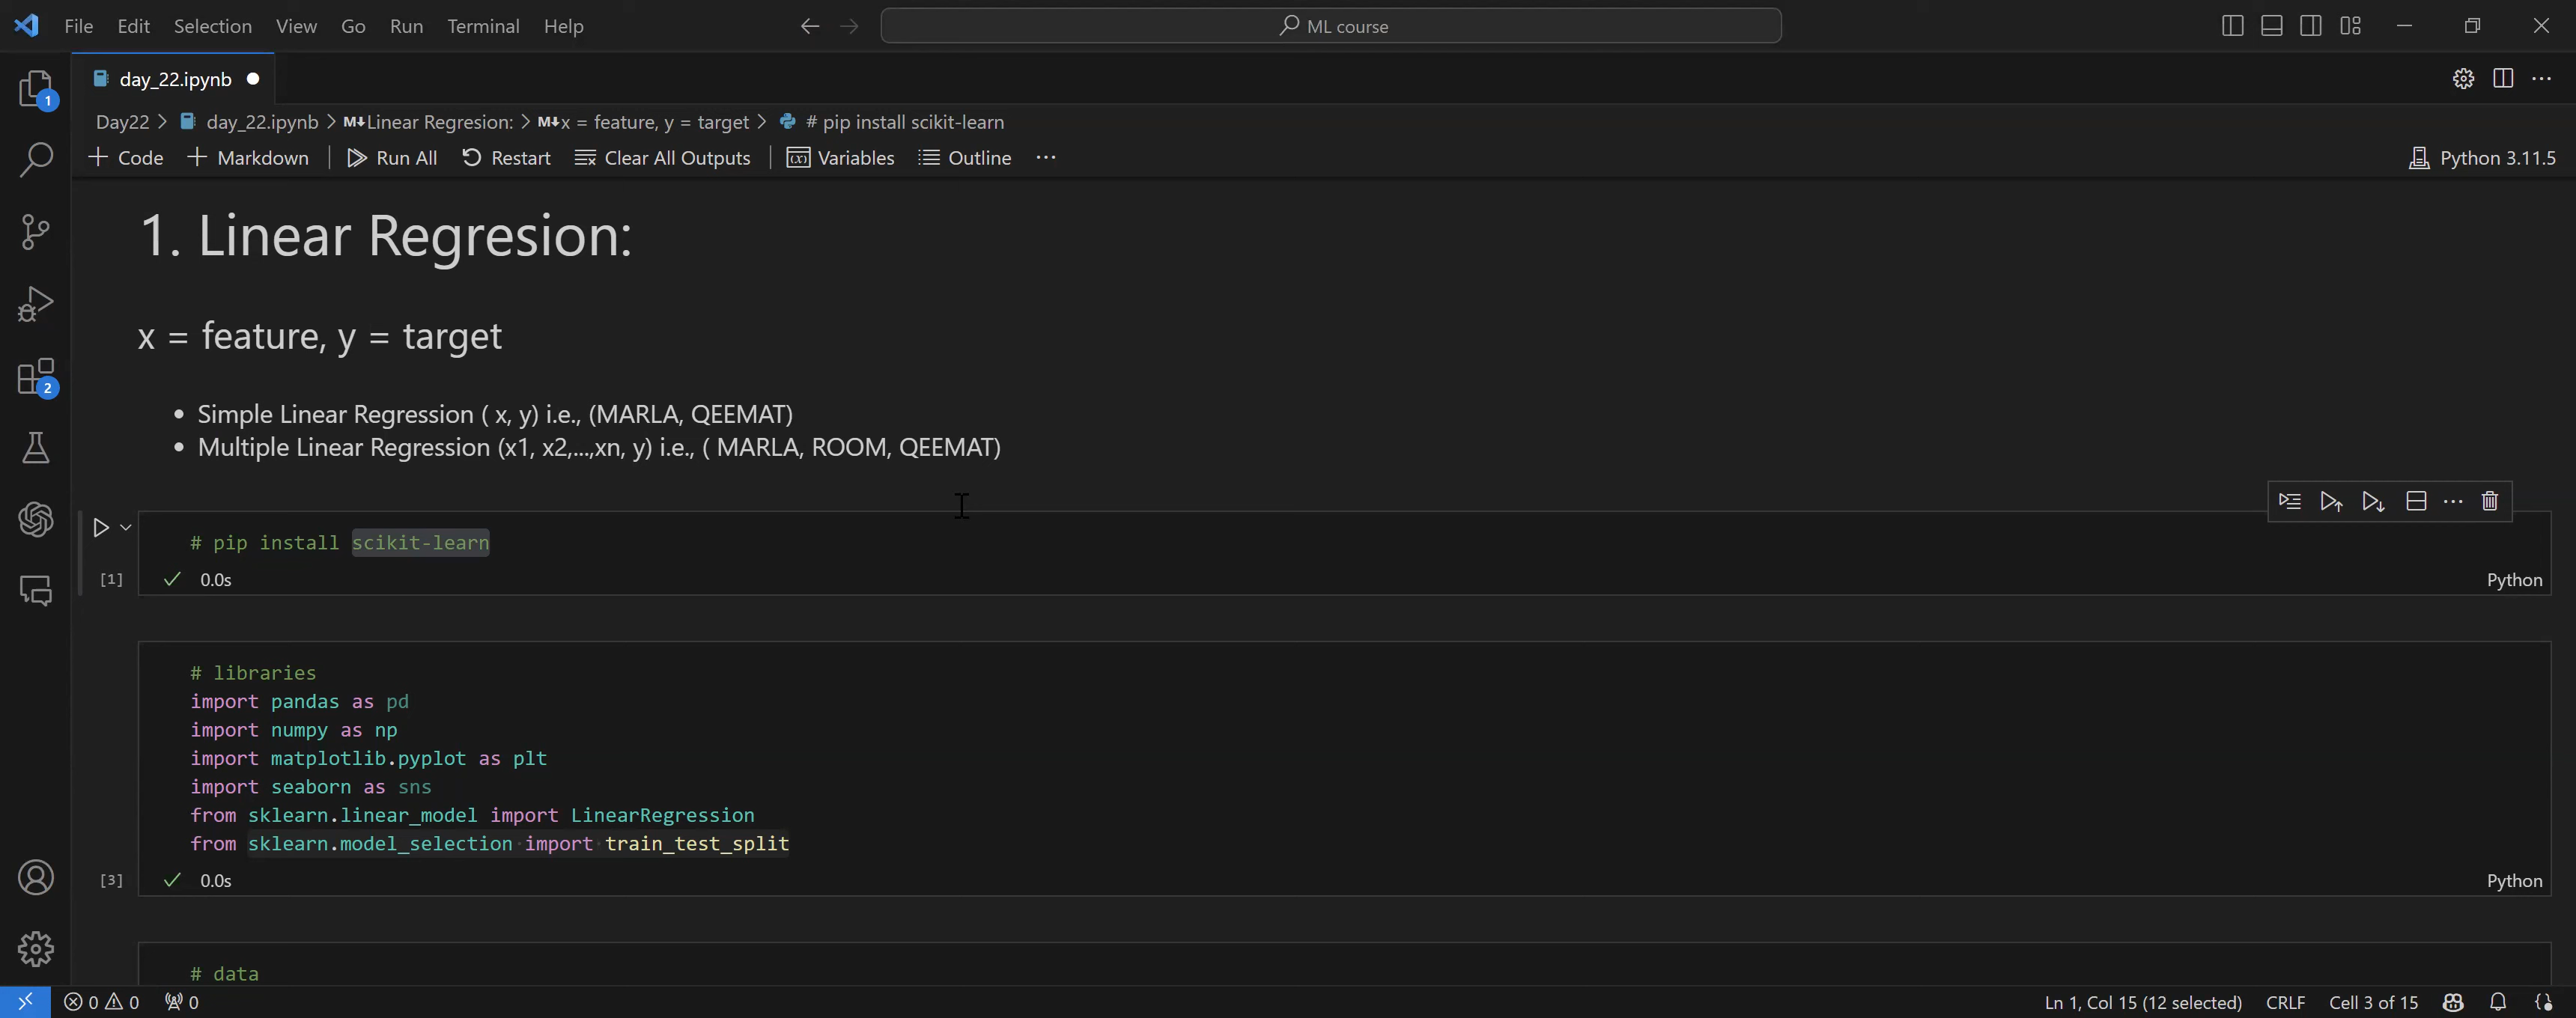 File Edit Selection View Go Run Terminal Help ML course
day_22.ipynb
1
Day22 > day_22.ipynb > M↓Linear Regresion: > M↓x = feature, y = target > # pip install scikit-learn
+ Code + Markdown Run All Restart Clear All Outputs (x) Variables Outline ... Python 3.11.5
1. Linear Regresion:
x = feature, y = target
2
• Simple Linear Regression ( x, y) i.e., (MARLA, QEEMAT)
• Multiple Linear Regression (x1, x2,...,xn, y) i.e., ( MARLA, ROOM, QEEMAT)
# pip install scikit-learn
[1] 0.0s Python
# libraries
import pandas as pd
import numpy as np
import matplotlib.pyplot as plt
import seaborn as sns
from sklearn.linear_model import LinearRegression
from sklearn.model_selection import train_test_split
[3] 0.0s Python
# data
0 0 0 Ln 1, Col 15 (12 selected) CRLF Cell 3 of 15